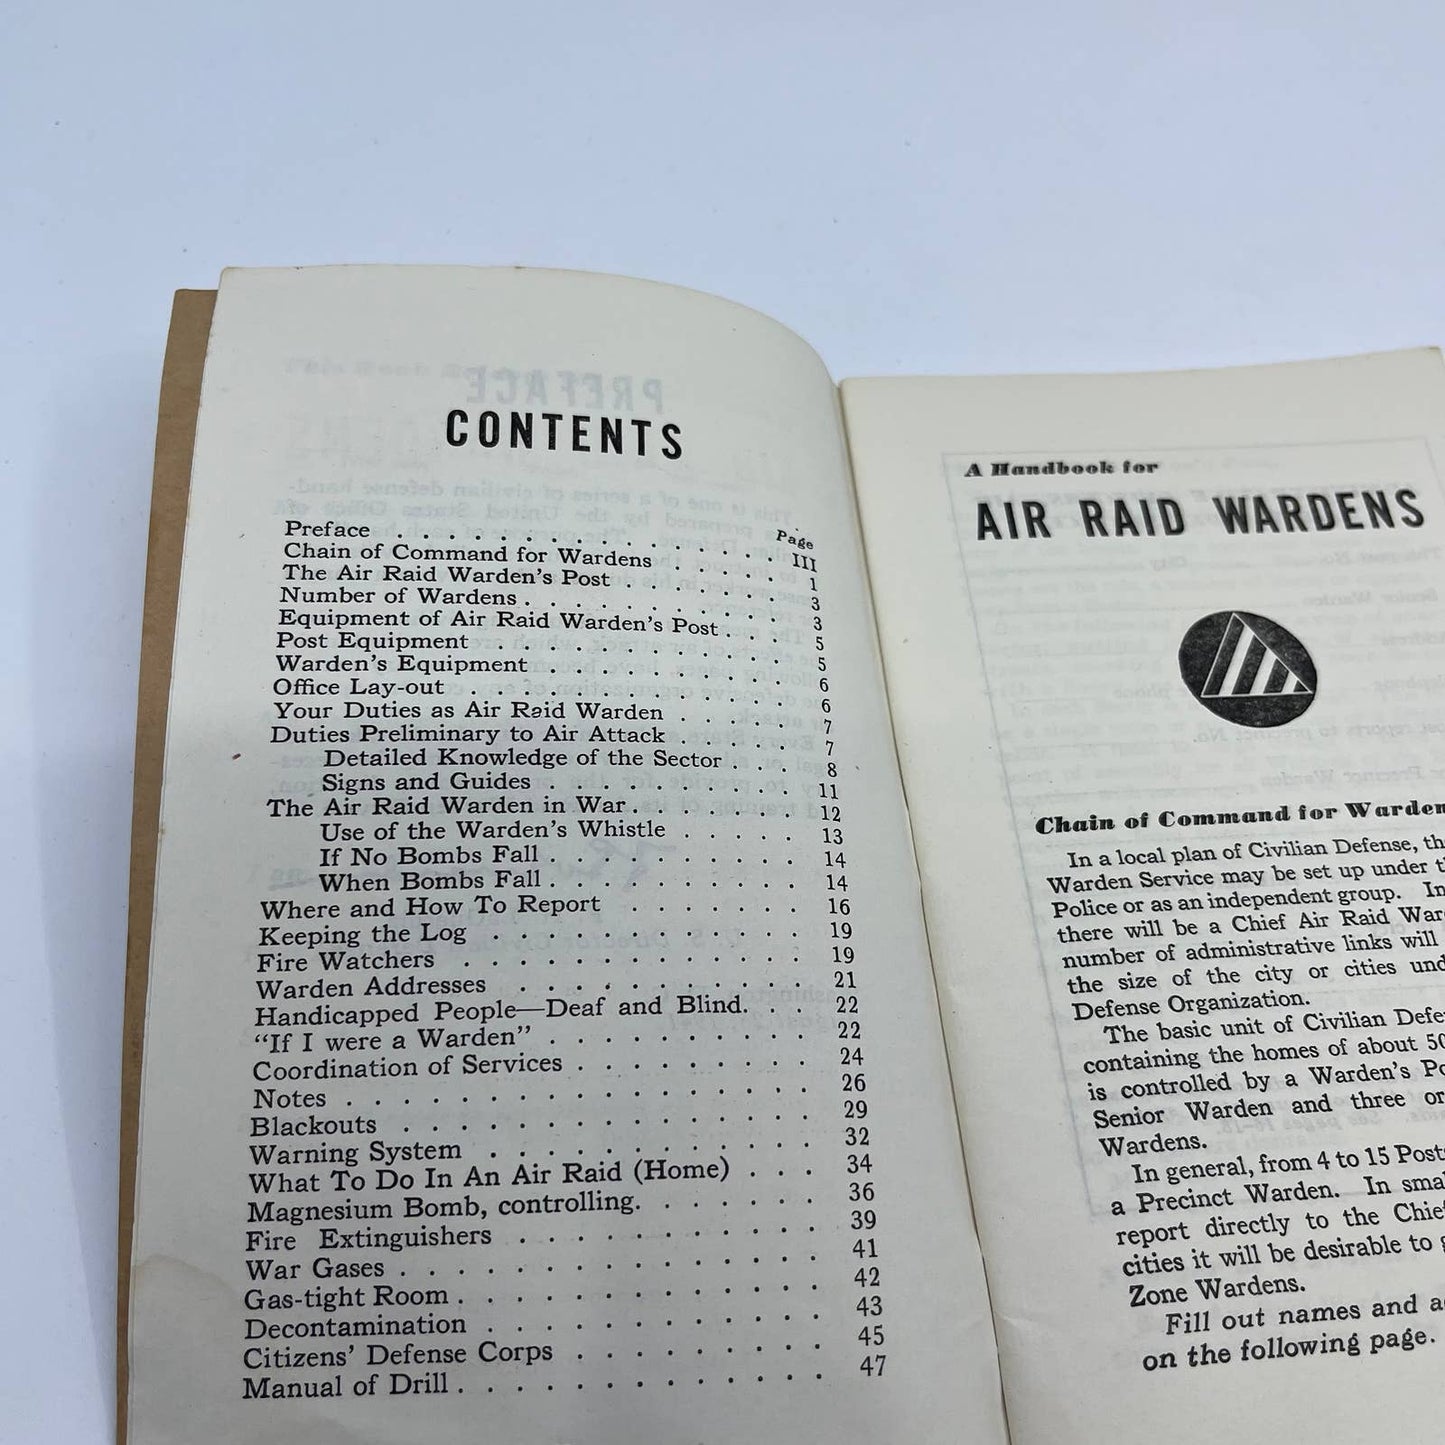 CONTENTS
Page
Preface . . . . . . . . . . . . . . . . . . III
Chain of Command for Wardens . . . . . . 1
The Air Raid Warden's Post . . . . . . . 3
Number of Wardens . . . . . . . . . . . 3
Equipment of Air Raid Warden's Post . . . 5
Post Equipment . . . . . . . . . . . . . 5
Warden's Equipment . . . . . . . . . . . 6
Office Lay-out . . . . . . . . . . . . . 6
Your Duties as Air Raid Warden . . . . . 7
Duties Preliminary to Air Attack . . . . . 7
Detailed Knowledge of the Sector . . . 8
Signs and Guides . . . . . . . . . . 11
The Air Raid Warden in War . . . . . . . 12
Use of the Warden's Whistle . . . . . 13
If No Bombs Fall . . . . . . . . . . 14
When Bombs Fall . . . . . . . . . . 14
Where and How To Report . . . . . . . 16
Keeping the Log . . . . . . . . . . . . 19
Fire Watchers . . . . . . . . . . . . . 19
Warden Addresses . . . . . . . . . . . 21
Handicapped People—Deaf and Blind. . . 22
“If I were a Warden” . . . . . . . . . . 22
Coordination of Services . . . . . . . . . 24
Notes . . . . . . . . . . . . . . . . . 26
Blackouts . . . . . . . . . . . . . . . 29
Warning System . . . . . . . . . . . . 32
What To Do In An Air Raid (Home) . . . 34
Magnesium Bomb, controlling. . . . . . . 36
Fire Extinguishers . . . . . . . . . . . 39
War Gases . . . . . . . . . . . . . . . 41
Gas-tight Room . . . . . . . . . . . . . 42
Decontamination . . . . . . . . . . . . 43
Citizens' Defense Corps . . . . . . . . . 45
Manual of Drill . . . . . . . . . . . . . 47
A Handbook for
AIR RAID WARDENS
Chain of Command for Warden
In a local plan of Civilian Defense, th
Warden Service may be set up under t
Police or as an independent group. In
there will be a Chief Air Raid War
number of administrative links will
the size of the city or cities und
Defense Organization.
The basic unit of Civilian Defe
containing the homes of about 50
is controlled by a Warden's Po
Senior Warden and three or
Wardens.
In general, from 4 to 15 Post
a Precinct Warden. In sma
report directly to the Chief
cities it will be desirable to g
Zone Wardens.
Fill out names and a
on the following page.